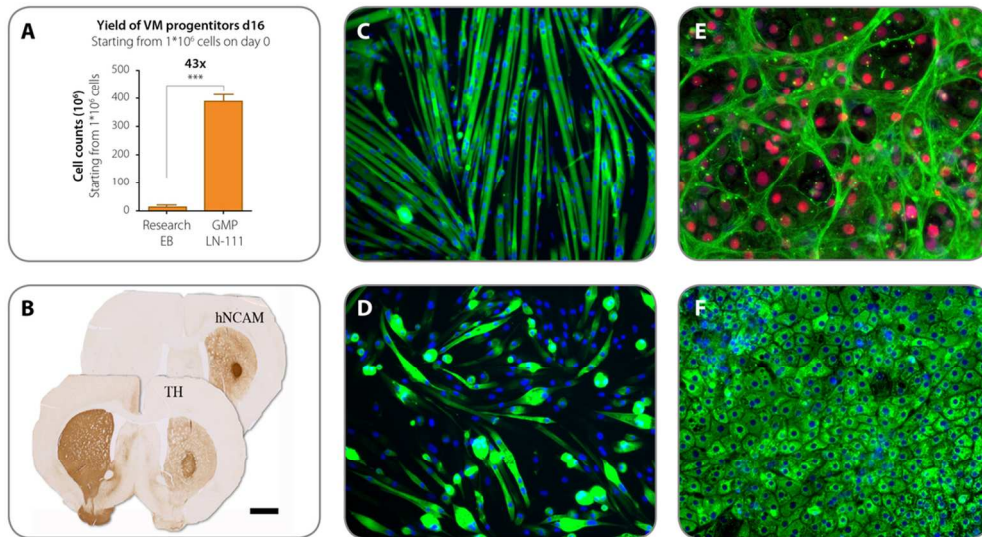 A
Yield of VM progentitors d16
Starting from 1*10⁶ cells on day 0
43x
***
Cell counts (10⁶)
Starting from 1*10⁶ cells
500
400
300
200
100
0
Research
EB
GMP
LN-111
B
hNCAM
TH
C
D
E
F